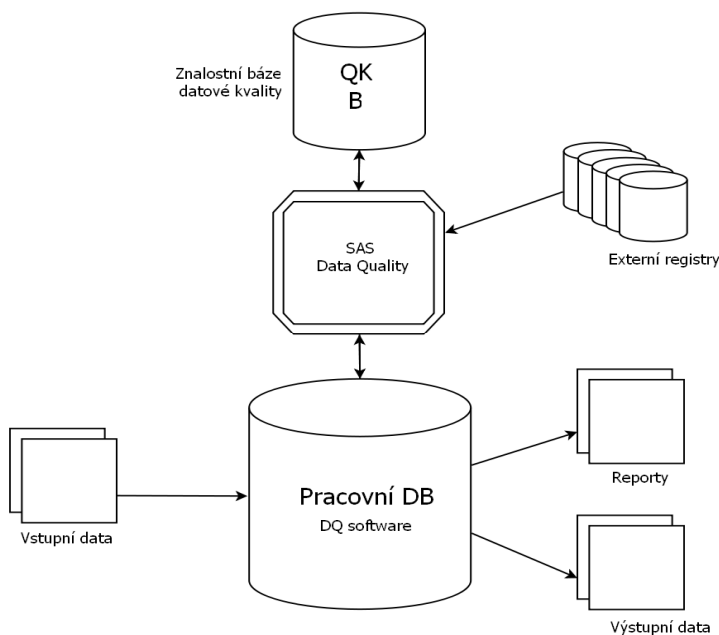 Znalostní báze
datové kvality
QK
B
SAS
Data Quality
Externí registry
Pracovní DB
DQ software
Vstupní data
Reporty
Výstupní data